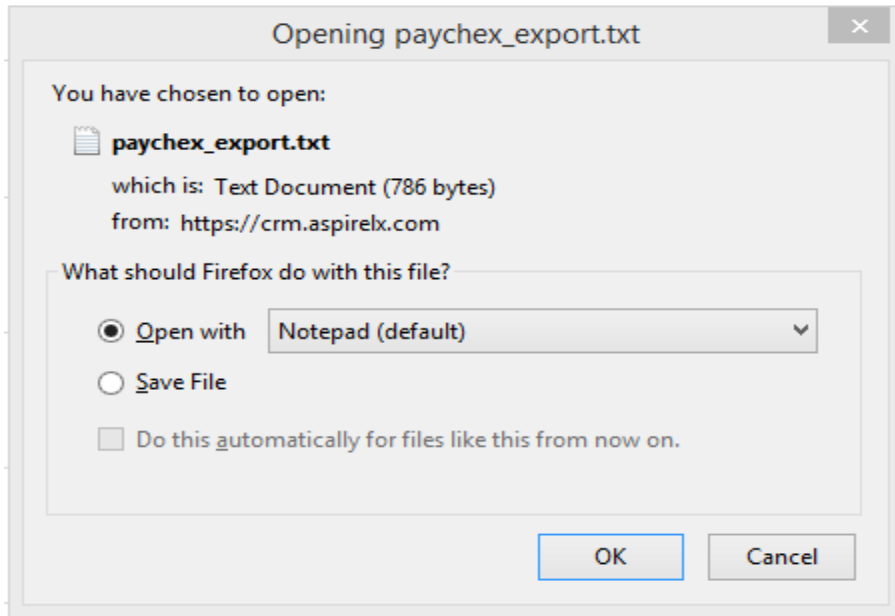 Opening paychex_export.txt
You have chosen to open:
paychex_export.txt
which is: Text Document (786 bytes)
from: https://crm.aspirelx.com
What should Firefox do with this file?
Open with Notepad (default)
Save File
Do this automatically for files like this from now on.
OK Cancel